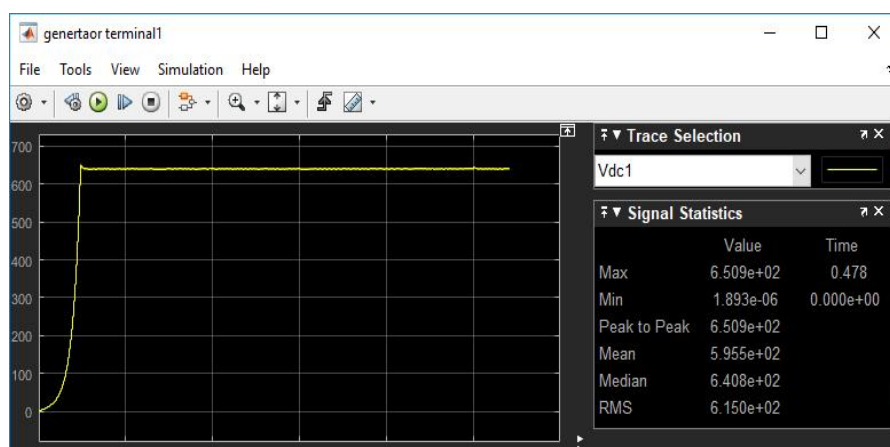 genertaor terminal1
File Tools View Simulation Help
700
600
500
400
300
200
100
0
Trace Selection
Vdc1
Signal Statistics
Value Time
Max 6.509e+02 0.478
Min 1.893e-06 0.000e+00
Peak to Peak 6.509e+02
Mean 5.955e+02
Median 6.408e+02
RMS 6.150e+02